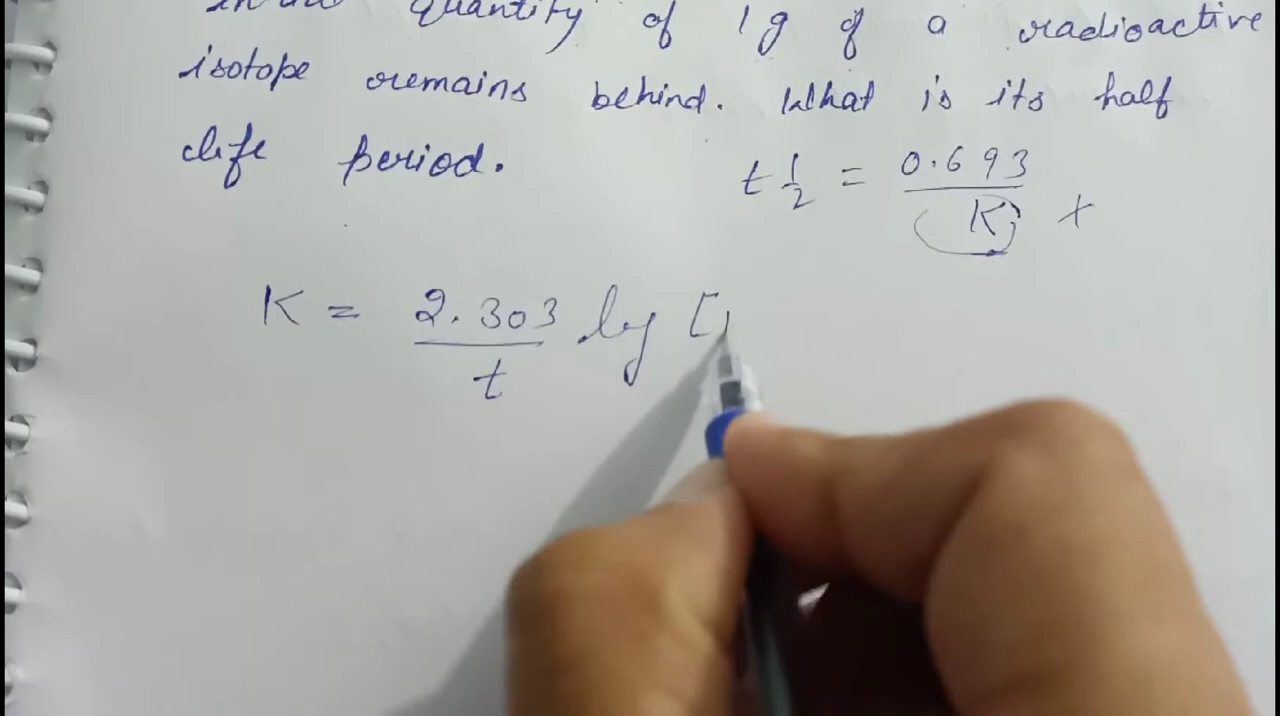 quantity of 1g of a radioactive
isotope remains behind. What is its half
life period.
t 1/2 = 0.693 / K x
K = 2.303 / t log [